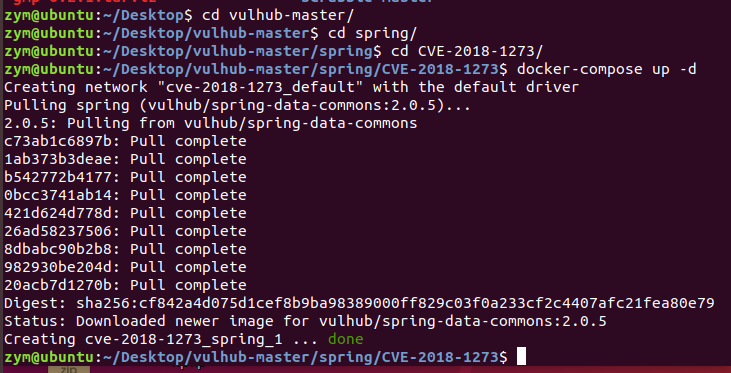 zym@ubuntu:~/Desktop$ cd vulhub-master/
zym@ubuntu:~/Desktop/vulhub-master$ cd spring/
zym@ubuntu:~/Desktop/vulhub-master/spring$ cd CVE-2018-1273/
zym@ubuntu:~/Desktop/vulhub-master/spring/CVE-2018-1273$ docker-compose up -d
Creating network "cve-2018-1273_default" with the default driver
Pulling spring (vulhub/spring-data-commons:2.0.5)...
2.0.5: Pulling from vulhub/spring-data-commons
c73ab1c6897b: Pull complete
1ab373b3deae: Pull complete
b542772b4177: Pull complete
0bcc3741ab14: Pull complete
421d624d778d: Pull complete
26ad58237506: Pull complete
8dbabc90b2b8: Pull complete
982930be204d: Pull complete
20acb7d1270b: Pull complete
Digest: sha256:cf842a4d075d1cef8b9ba98389000ff829c03f0a233cf2c4407afc21fea80e79
Status: Downloaded newer image for vulhub/spring-data-commons:2.0.5
Creating cve-2018-1273_spring_1 ... done
zym@ubuntu:~/Desktop/vulhub-master/spring/CVE-2018-1273$
zip